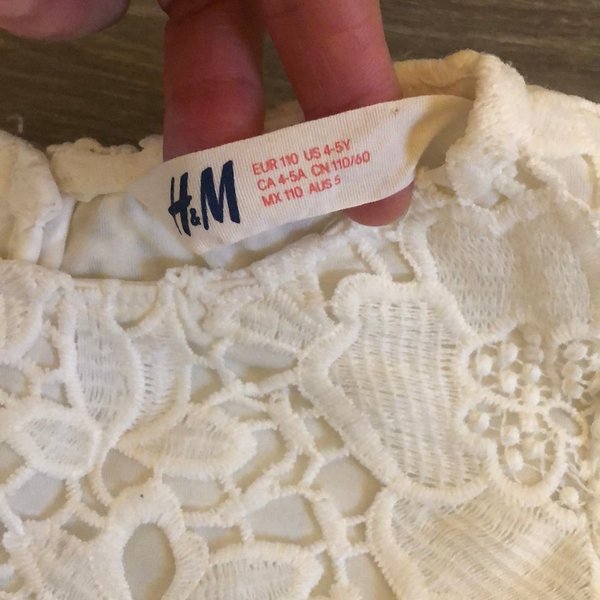 H&M
EUR 110 US 4-5Y
CA 4-5A CN 110/60
MX 110 AUS 5